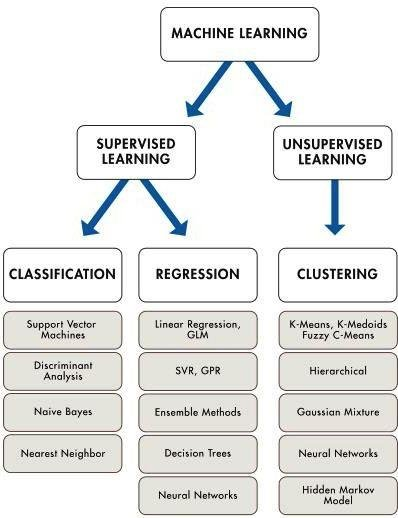 MACHINE LEARNING
SUPERVISED
LEARNING
UNSUPERVISED
LEARNING
CLASSIFICATION
REGRESSION
CLUSTERING
Support Vector
Machines
Discriminant
Analysis
Naive Bayes
Nearest Neighbor
Linear Regression,
GLM
SVR, GPR
Ensemble Methods
Decision Trees
Neural Networks
K-Means, K-Medoids
Fuzzy C-Means
Hierarchical
Gaussian Mixture
Neural Networks
Hidden Markov
Model